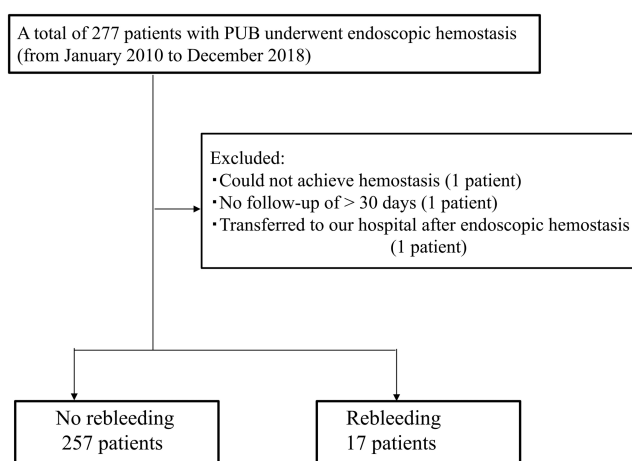 A total of 277 patients with PUB underwent endoscopic hemostasis
(from January 2010 to December 2018)
Excluded:
・Could not achieve hemostasis (1 patient)
・No follow-up of > 30 days (1 patient)
・Transferred to our hospital after endoscopic hemostasis
(1 patient)
No rebleeding
257 patients
Rebleeding
17 patients